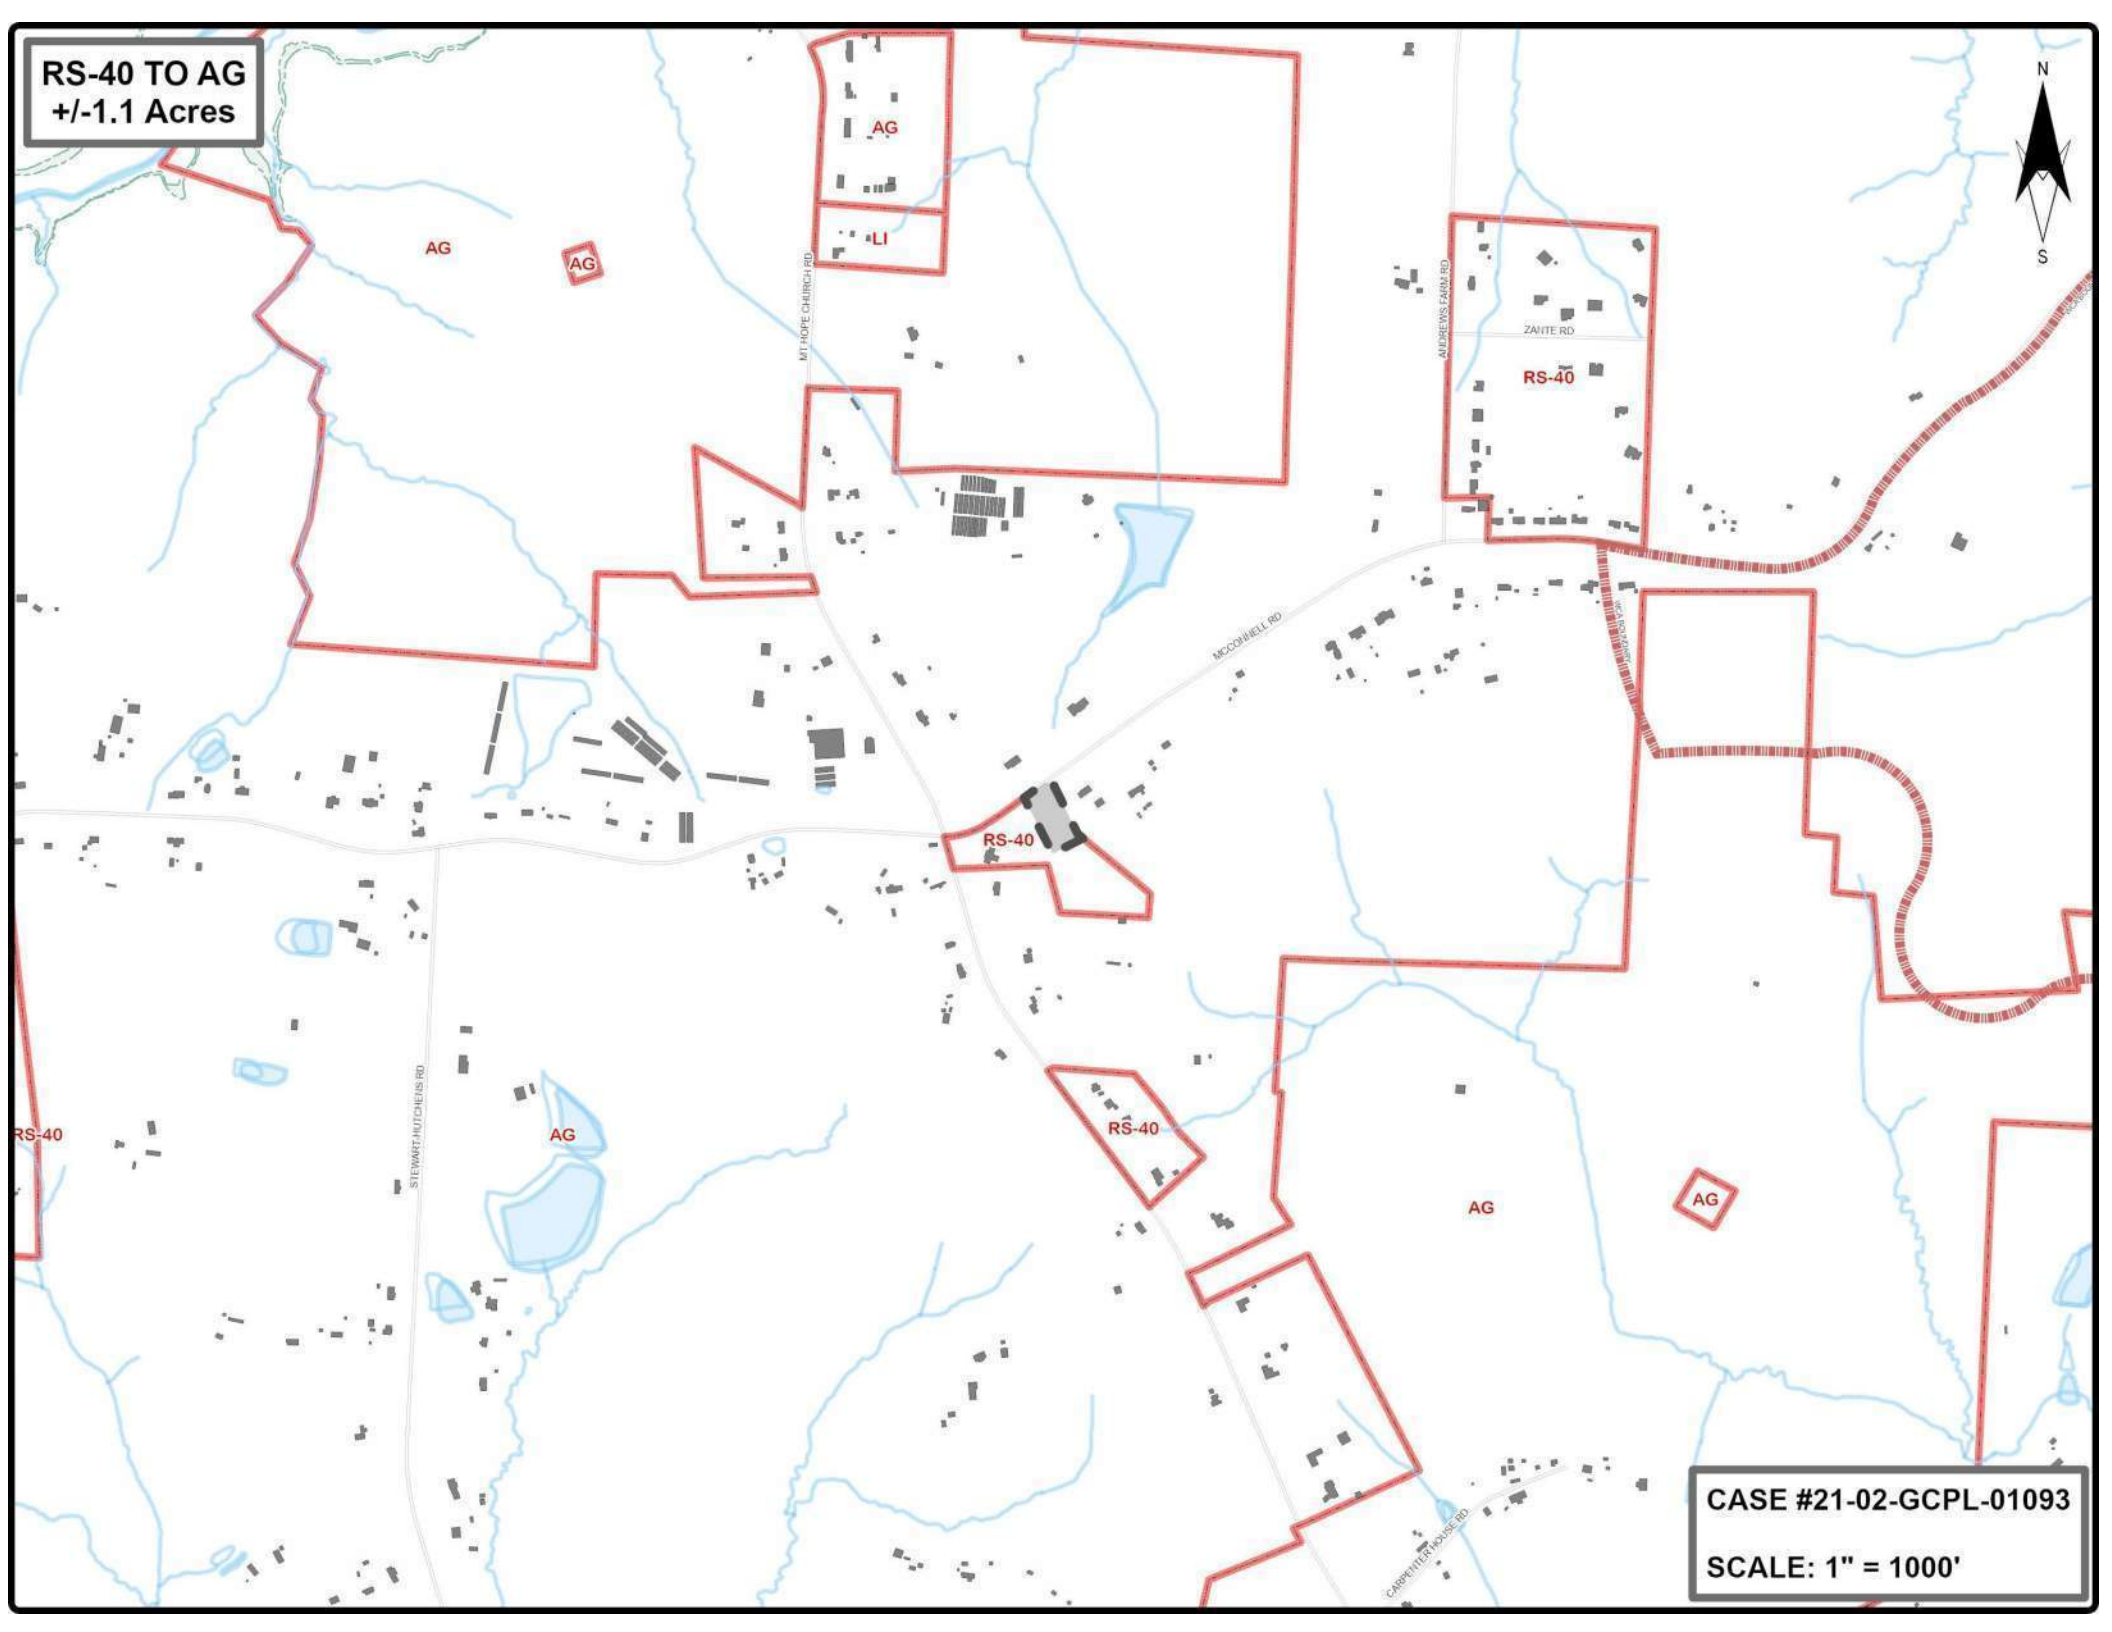 RS-40 TO AG
+/-1.1 Acres
N
S
AG
LI
AG
AG
MT HOPE CHURCH RD
ANDREWS FARM RD
ZANTE RD
RS-40
MCCONNELL RD
WCA BOUNDARY
RS-40
STEWART-HUTCHENS RD
RS-40
AG
RS-40
AG
AG
CARPENTER HOUSE RD
CASE #21-02-GCPL-01093
SCALE: 1" = 1000'